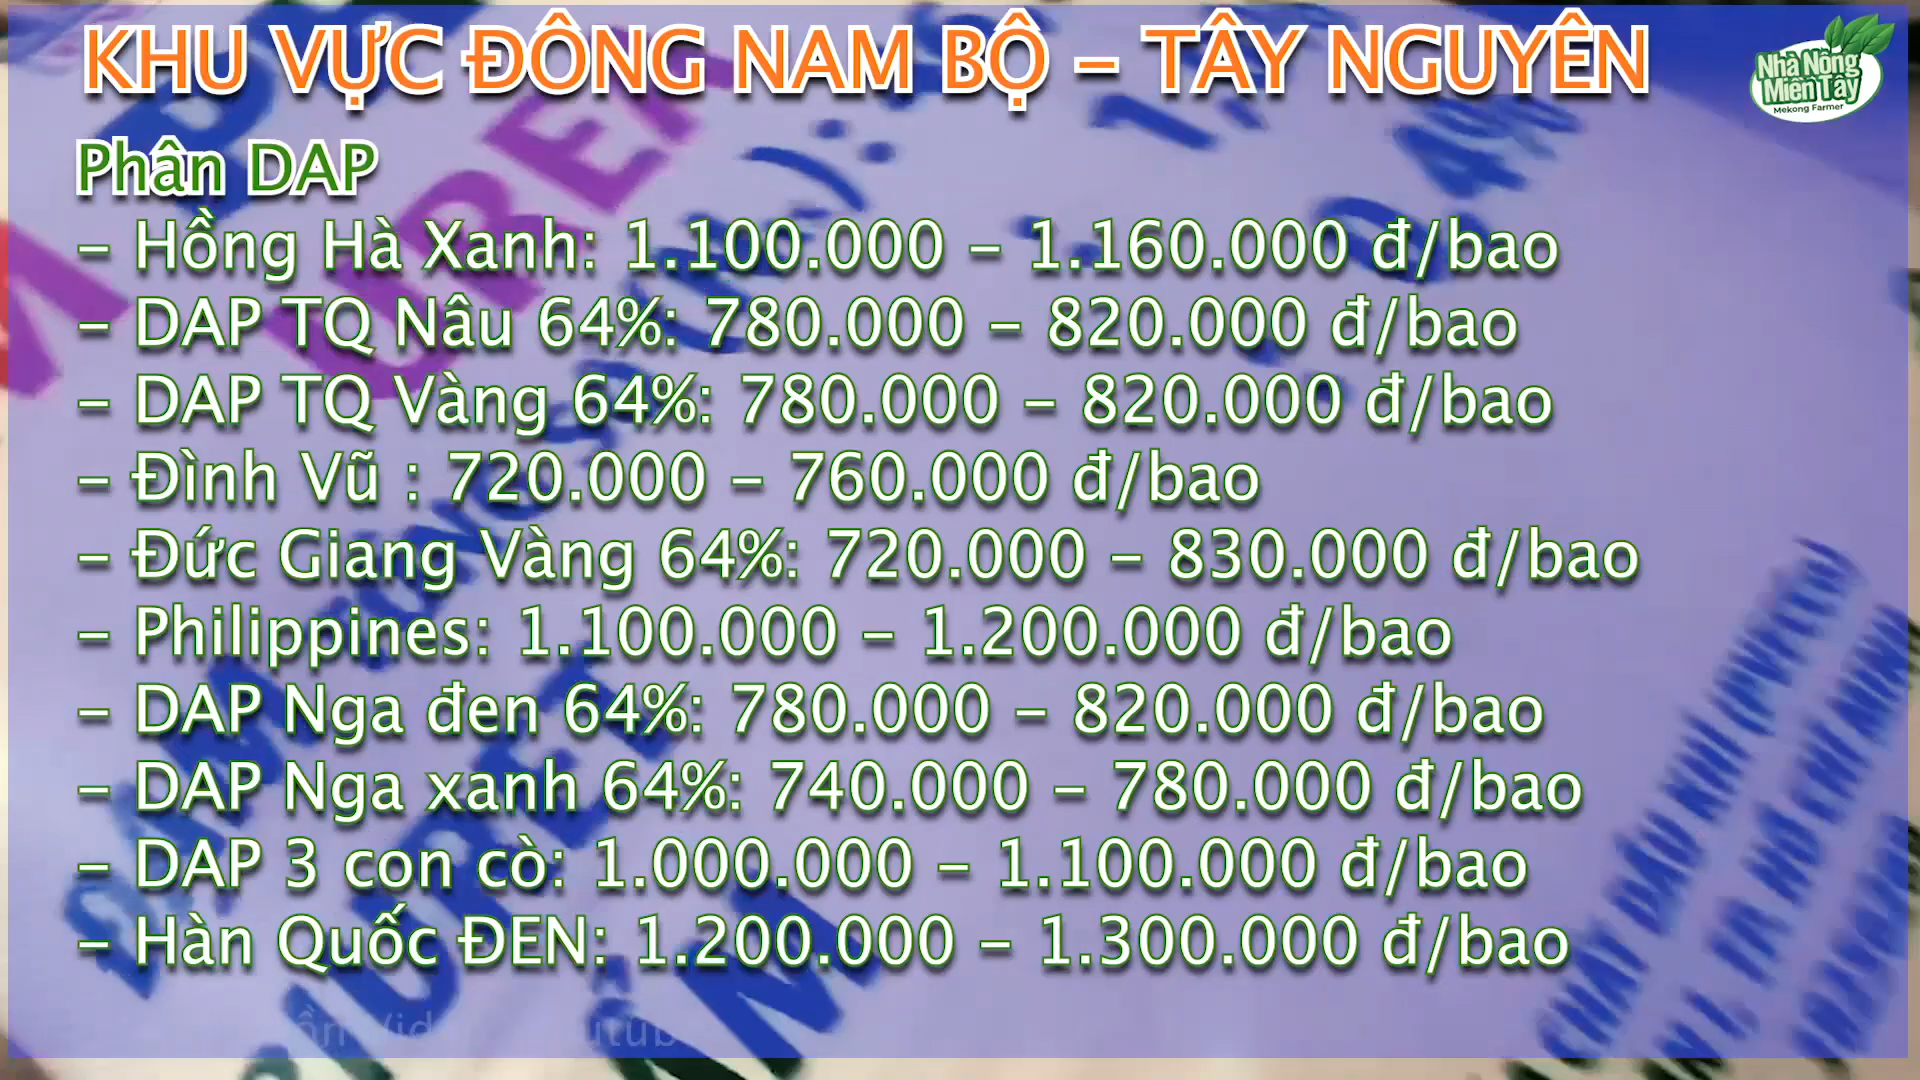 KHU VỰC ĐÔNG NAM BỘ – TÂY NGUYÊN
Nhà Nông
Miền Tây
Mekong Farmer
Phân DAP
– Hồng Hà Xanh: 1.100.000 – 1.160.000 đ/bao
– DAP TQ Nâu 64%: 780.000 – 820.000 đ/bao
– DAP TQ Vàng 64%: 780.000 – 820.000 đ/bao
– Đình Vũ : 720.000 – 760.000 đ/bao
– Đức Giang Vàng 64%: 720.000 – 830.000 đ/bao
– Philippines: 1.100.000 – 1.200.000 đ/bao
– DAP Nga đen 64%: 780.000 – 820.000 đ/bao
– DAP Nga xanh 64%: 740.000 – 780.000 đ/bao
– DAP 3 con cò: 1.000.000 – 1.100.000 đ/bao
– Hàn Quốc ĐEN: 1.200.000 – 1.300.000 đ/bao